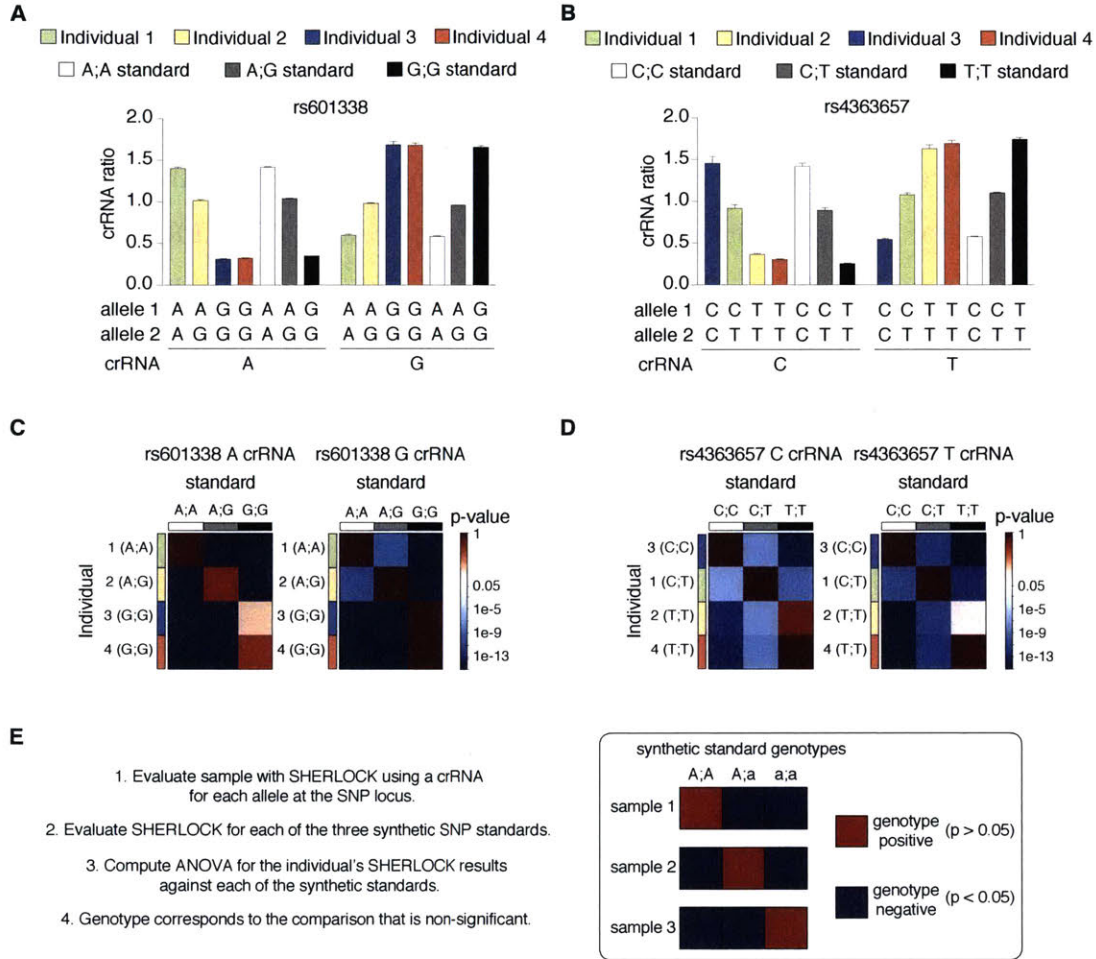 A
Individual 1 Individual 2 Individual 3 Individual 4
A;A standard A;G standard G;G standard
rs601338
crRNA ratio
2.0
1.5
1.0
0.5
0.0
allele 1 A A G G A A G A A G G A A G
allele 2 A G G G A G G A G G G A G G
crRNA A G
B
Individual 1 Individual 2 Individual 3 Individual 4
C;C standard C;T standard T;T standard
rs4363657
crRNA ratio
2.0
1.5
1.0
0.5
0.0
allele 1 C C T T C C T C C T T C C T
allele 2 C T T T C T T C T T T C T T
crRNA C T
C
rs601338 A crRNA rs601338 G crRNA
standard standard
A;A A;G G;G A;A A;G G;G p-value
Individual
1 (A;A) 1 (A;A)
2 (A;G) 2 (A;G)
3 (G;G) 3 (G;G)
4 (G;G) 4 (G;G)
1
0.05
1e-5
1e-9
1e-13
D
rs4363657 C crRNA rs4363657 T crRNA
standard standard
C;C C;T T;T C;C C;T T;T p-value
Individual
3 (C;C) 3 (C;C)
1 (C;T) 1 (C;T)
2 (T;T) 2 (T;T)
4 (T;T) 4 (T;T)
1
0.05
1e-5
1e-9
1e-13
E
1. Evaluate sample with SHERLOCK using a crRNA
for each allele at the SNP locus.
2. Evaluate SHERLOCK for each of the three synthetic SNP standards.
3. Compute ANOVA for the individual's SHERLOCK results
against each of the synthetic standards.
4. Genotype corresponds to the comparison that is non-significant.
synthetic standard genotypes
A;A A;a a;a
sample 1
sample 2
sample 3
genotype
positive (p > 0.05)
genotype
negative (p < 0.05)